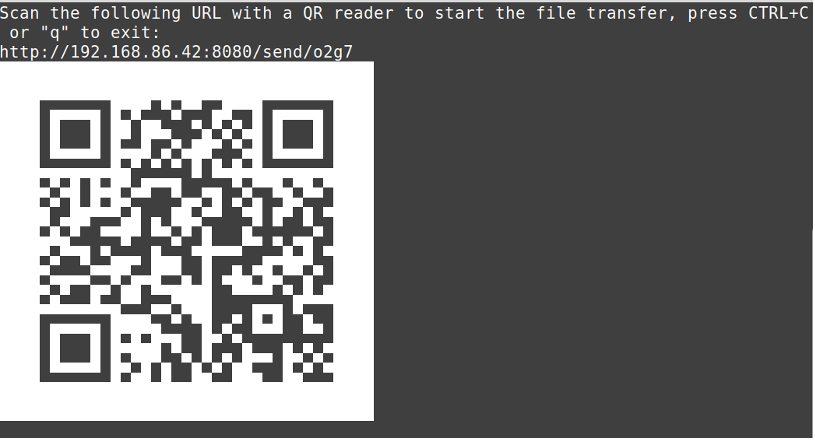 Scan the following URL with a QR reader to start the file transfer, press CTRL+C
or "q" to exit:
http://192.168.86.42:8080/send/o2g7